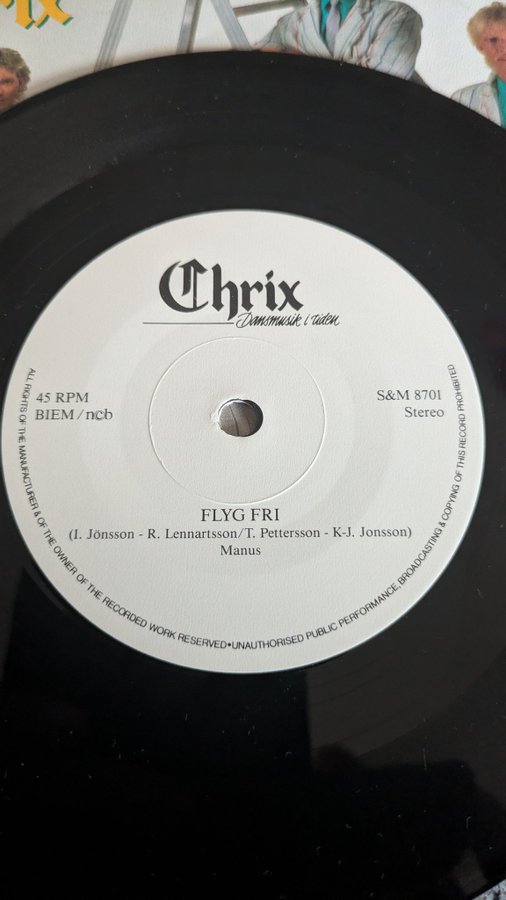 rix
Chrix
Dansmusik i tiden
45 RPM
BIEM/ncb
S&M 8701
Stereo
FLYG FRI
(I. Jönsson - R. Lennartsson/T. Pettersson - K-J. Jonsson)
Manus
ALL RIGHTS OF THE MANUFACTURER & OF THE OWNER OF THE RECORDED WORK RESERVED•UNAUTHORISED PUBLIC PERFORMANCE, BROADCASTING & COPYING OF THIS RECORD PROHIBITED